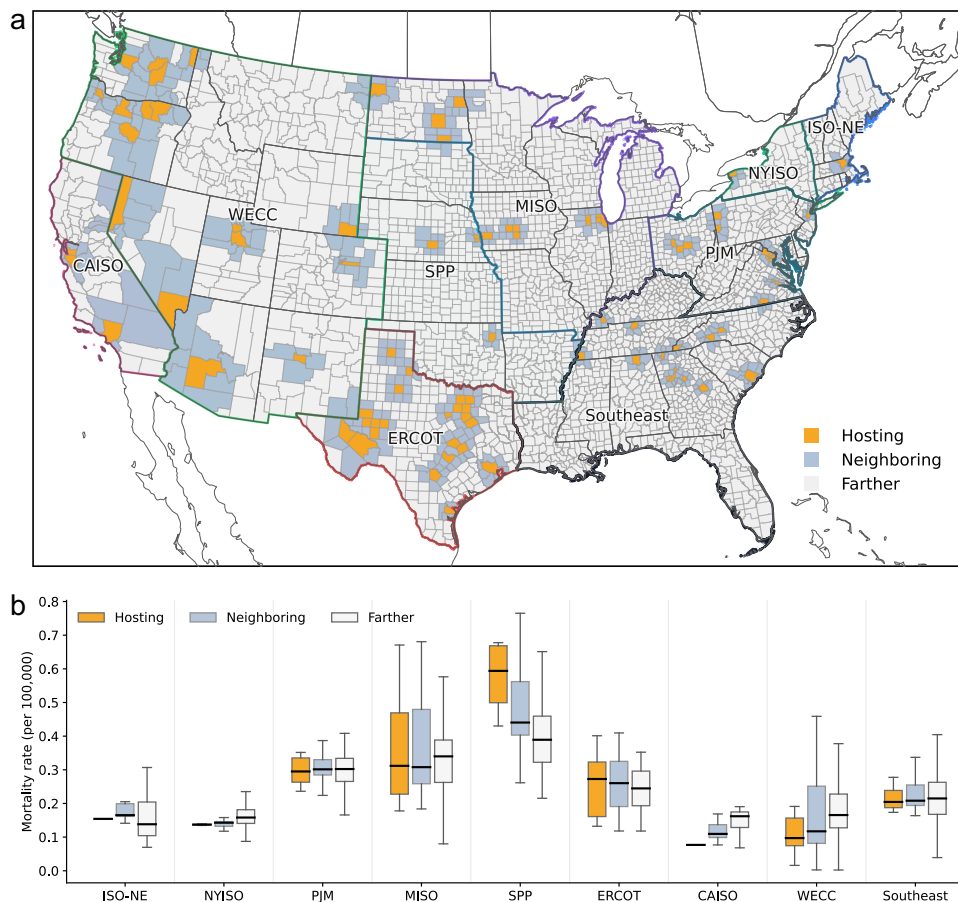 a
ISO-NE
NYISO
MISO
WECC
PJM
CAISO
SPP
Southeast
ERCOT
Hosting
Neighboring
Farther
b
Hosting Neighboring Farther
Mortality rate (per 100,000)
0.8
0.7
0.6
0.5
0.4
0.3
0.2
0.1
0.0
ISO-NE NYISO PJM MISO SPP ERCOT CAISO WECC Southeast